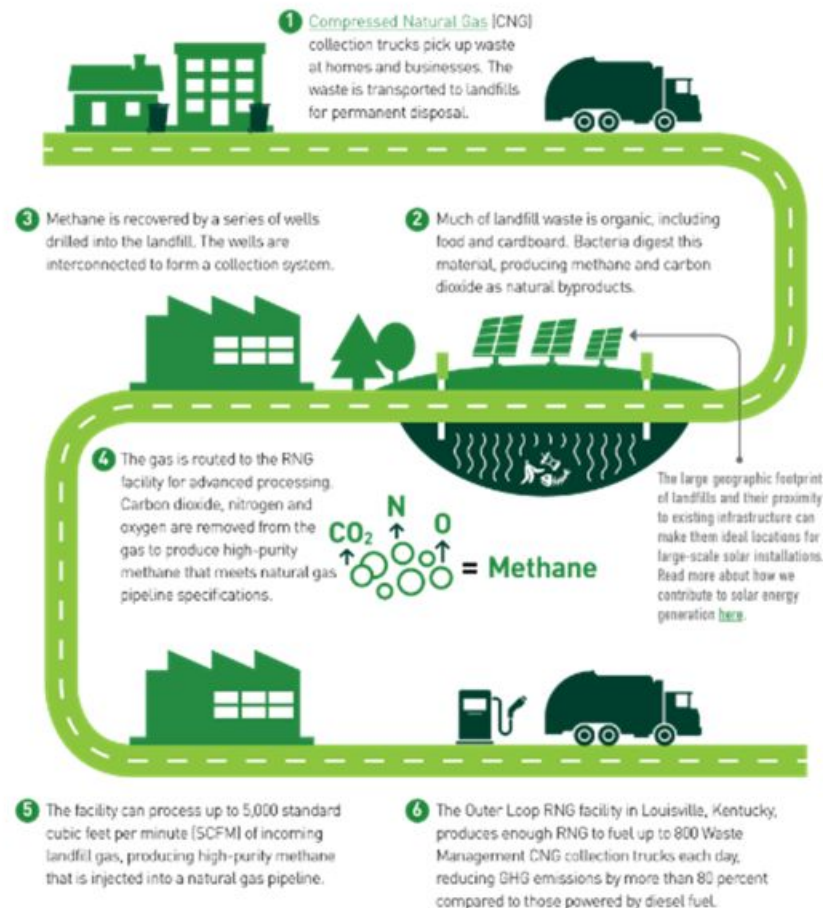 1 Compressed Natural Gas (CNG)
collection trucks pick up waste
at homes and businesses. The
waste is transported to landfills
for permanent disposal.
3 Methane is recovered by a series of wells
drilled into the landfill. The wells are
interconnected to form a collection system.
2 Much of landfill waste is organic, including
food and cardboard. Bacteria digest this
material, producing methane and carbon
dioxide as natural byproducts.
4 The gas is routed to the RNG
facility for advanced processing.
Carbon dioxide, nitrogen and
oxygen are removed from the
gas to produce high-purity
methane that meets natural gas
pipeline specifications.
CO₂
N
O
= Methane
The large geographic footprint
of landfills and their proximity
to existing infrastructure can
make them ideal locations for
large-scale solar installations.
Read more about how we
contribute to solar energy
generation here.
5 The facility can process up to 5,000 standard
cubic feet per minute (SCFM) of incoming
landfill gas, producing high-purity methane
that is injected into a natural gas pipeline.
6 The Outer Loop RNG facility in Louisville, Kentucky,
produces enough RNG to fuel up to 800 Waste
Management CNG collection trucks each day,
reducing GHG emissions by more than 80 percent
compared to those powered by diesel fuel.